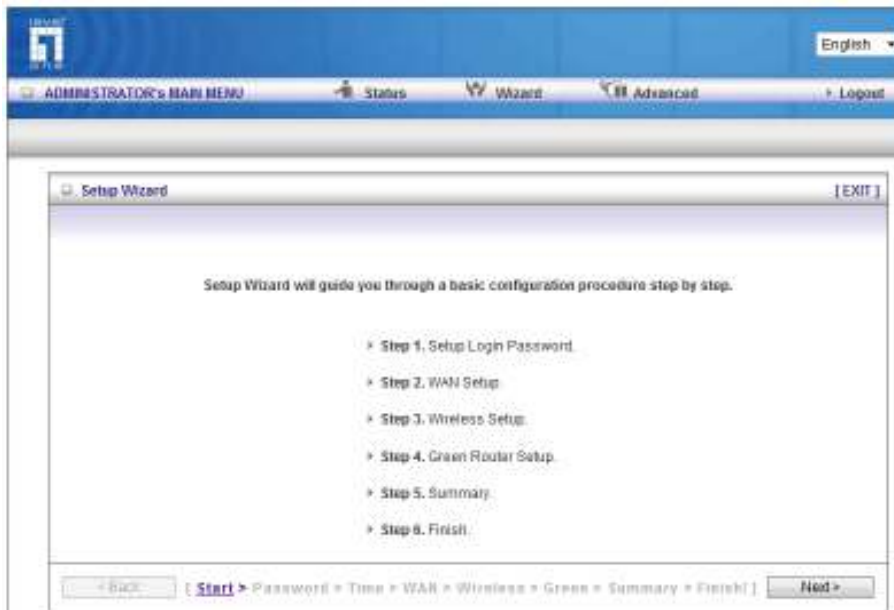 English
ADMINISTRATOR's MAIN MENU Status Wizard Advanced Logout
Setup Wizard [ EXIT ]
Setup Wizard will guide you through a basic configuration procedure step by step.
Step 1. Setup Login Password.
Step 2. WAN Setup.
Step 3. Wireless Setup.
Step 4. Green Router Setup.
Step 5. Summary.
Step 6. Finish.
< Back [ Start > Password > Time > WAN > Wireless > Green > Summary > Finish! ] Next >